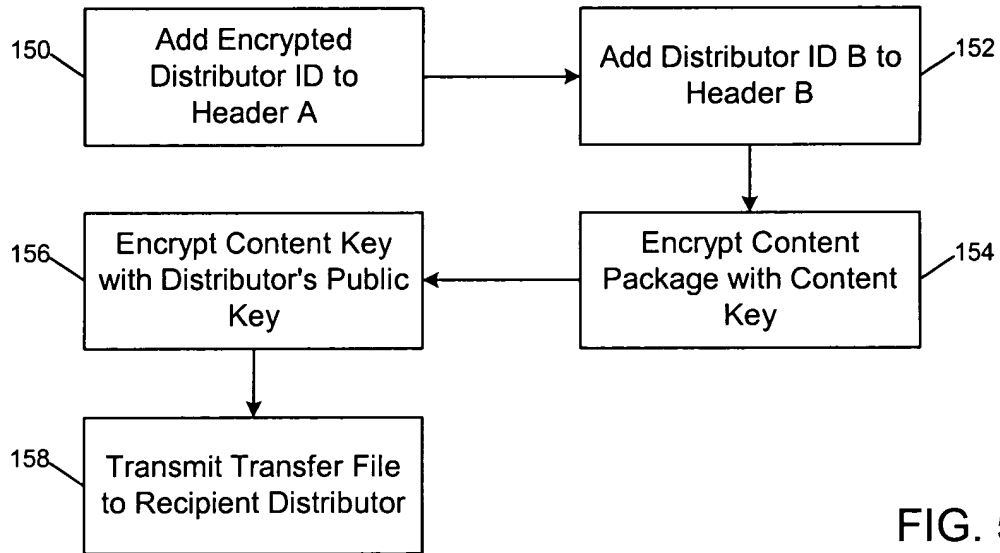 150
Add Encrypted
Distributor ID to
Header A
Add Distributor ID B to
Header B
152
156
Encrypt Content Key
with Distributor's Public
Key
Encrypt Content
Package with Content
Key
154
158
Transmit Transfer File
to Recipient Distributor
FIG.